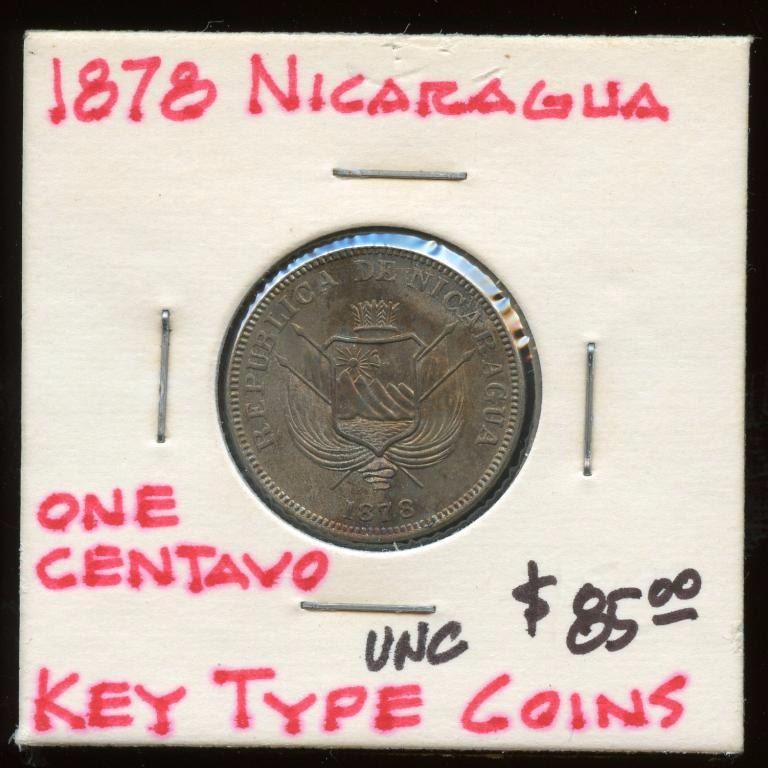 1878 NICARAGUA
REPUBLICA DE NICARAGUA
1878
ONE
CENTAVO
$ 85.00
UNC
KEY TYPE COINS